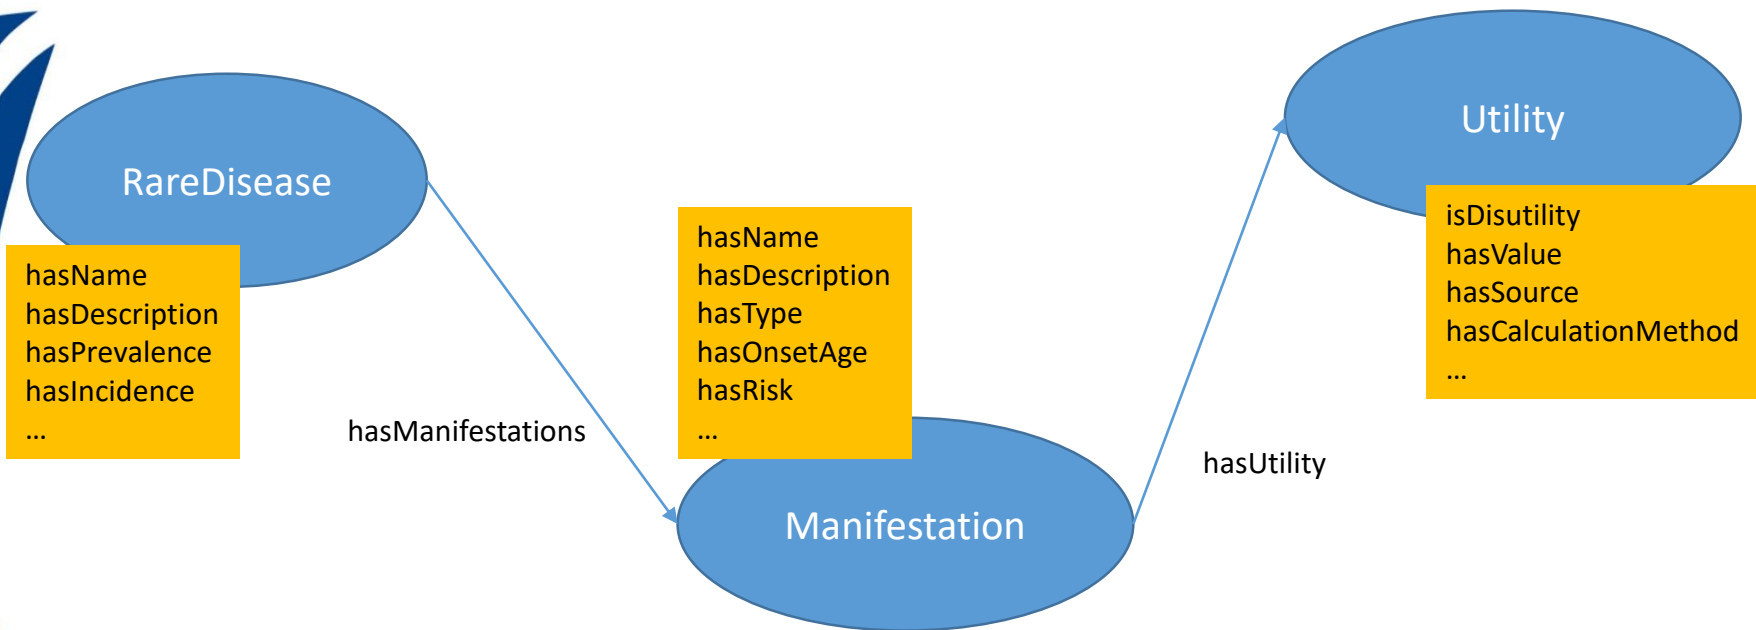 RareDisease
hasName
hasDescription
hasPrevalence
hasIncidence
...
hasManifestations
hasName
hasDescription
hasType
hasOnsetAge
hasRisk
...
Manifestation
hasUtility
Utility
isDisutility
hasValue
hasSource
hasCalculationMethod
...